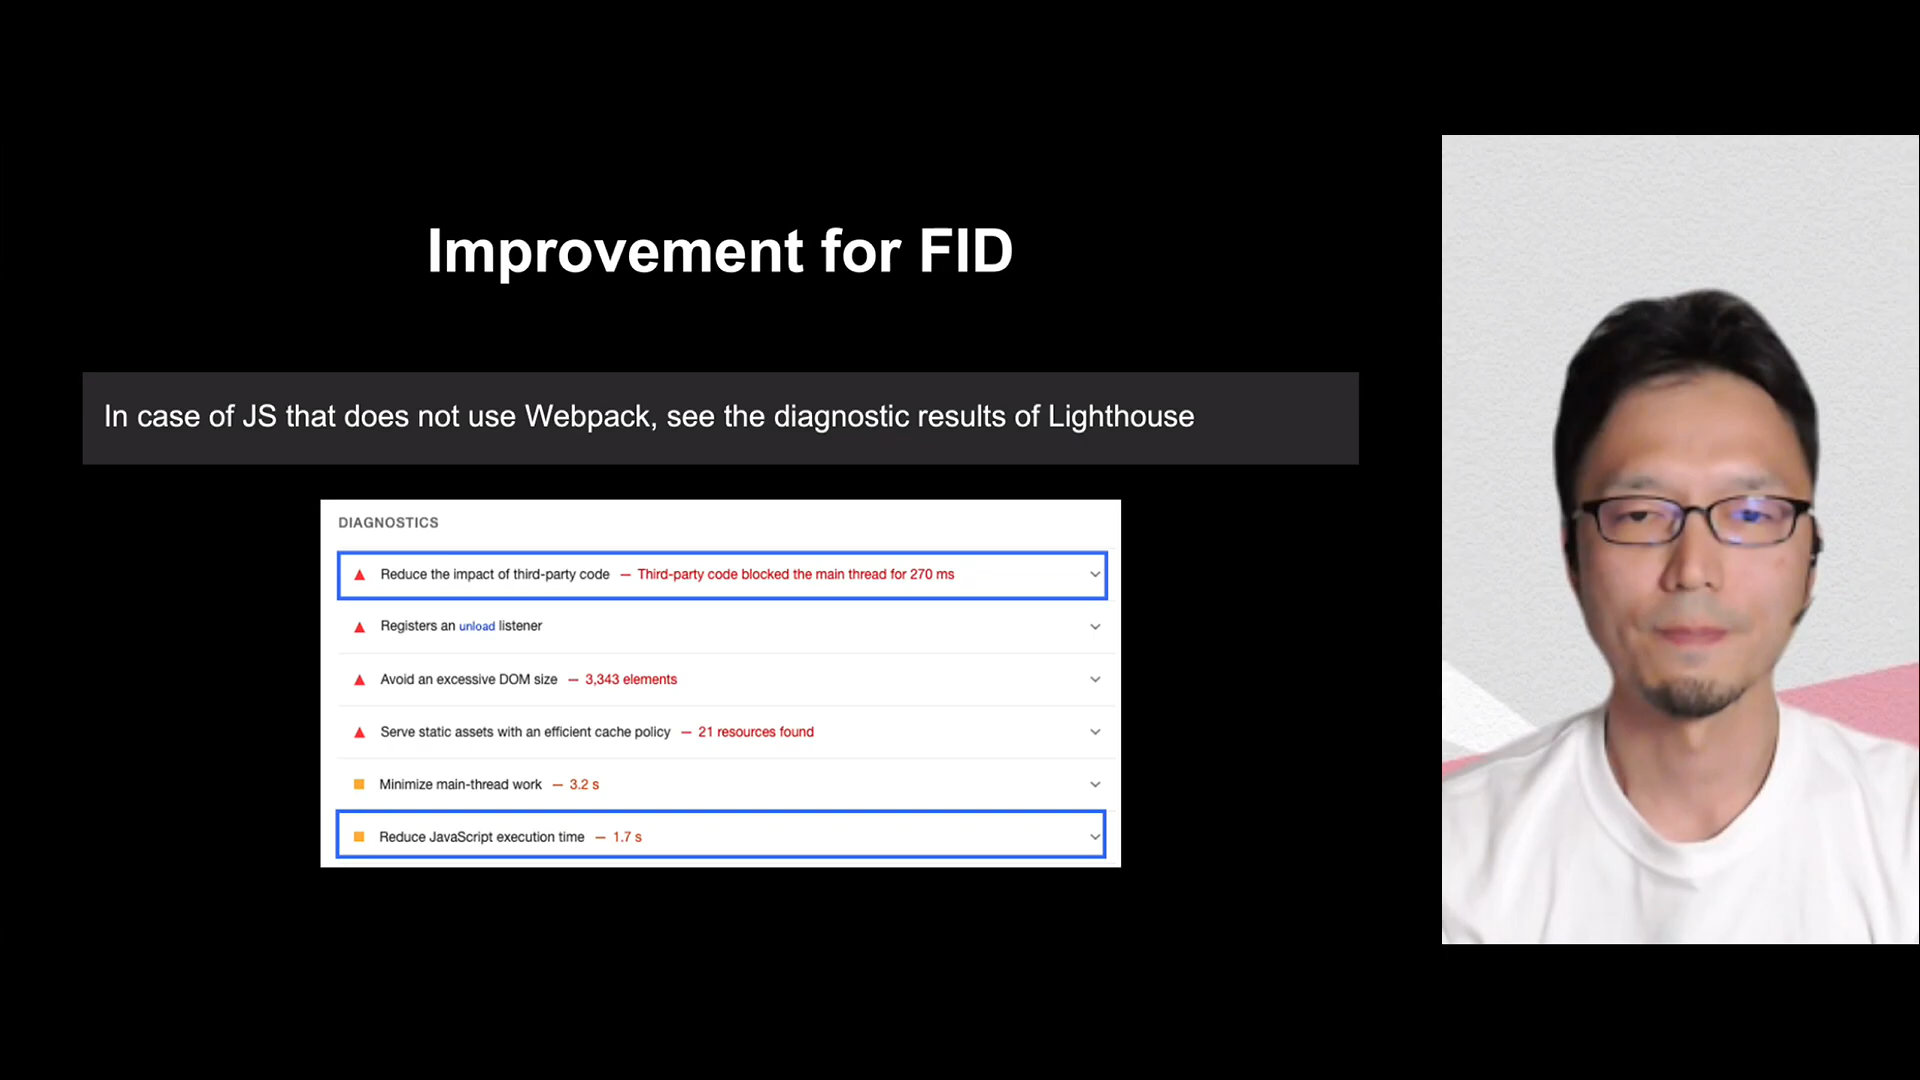 Improvement for FID
In case of JS that does not use Webpack, see the diagnostic results of Lighthouse
DIAGNOSTICS
Reduce the impact of third-party code — Third-party code blocked the main thread for 270 ms
Registers an unload listener
Avoid an excessive DOM size — 3,343 elements
Serve static assets with an efficient cache policy — 21 resources found
Minimize main-thread work — 3.2 s
Reduce JavaScript execution time — 1.7 s